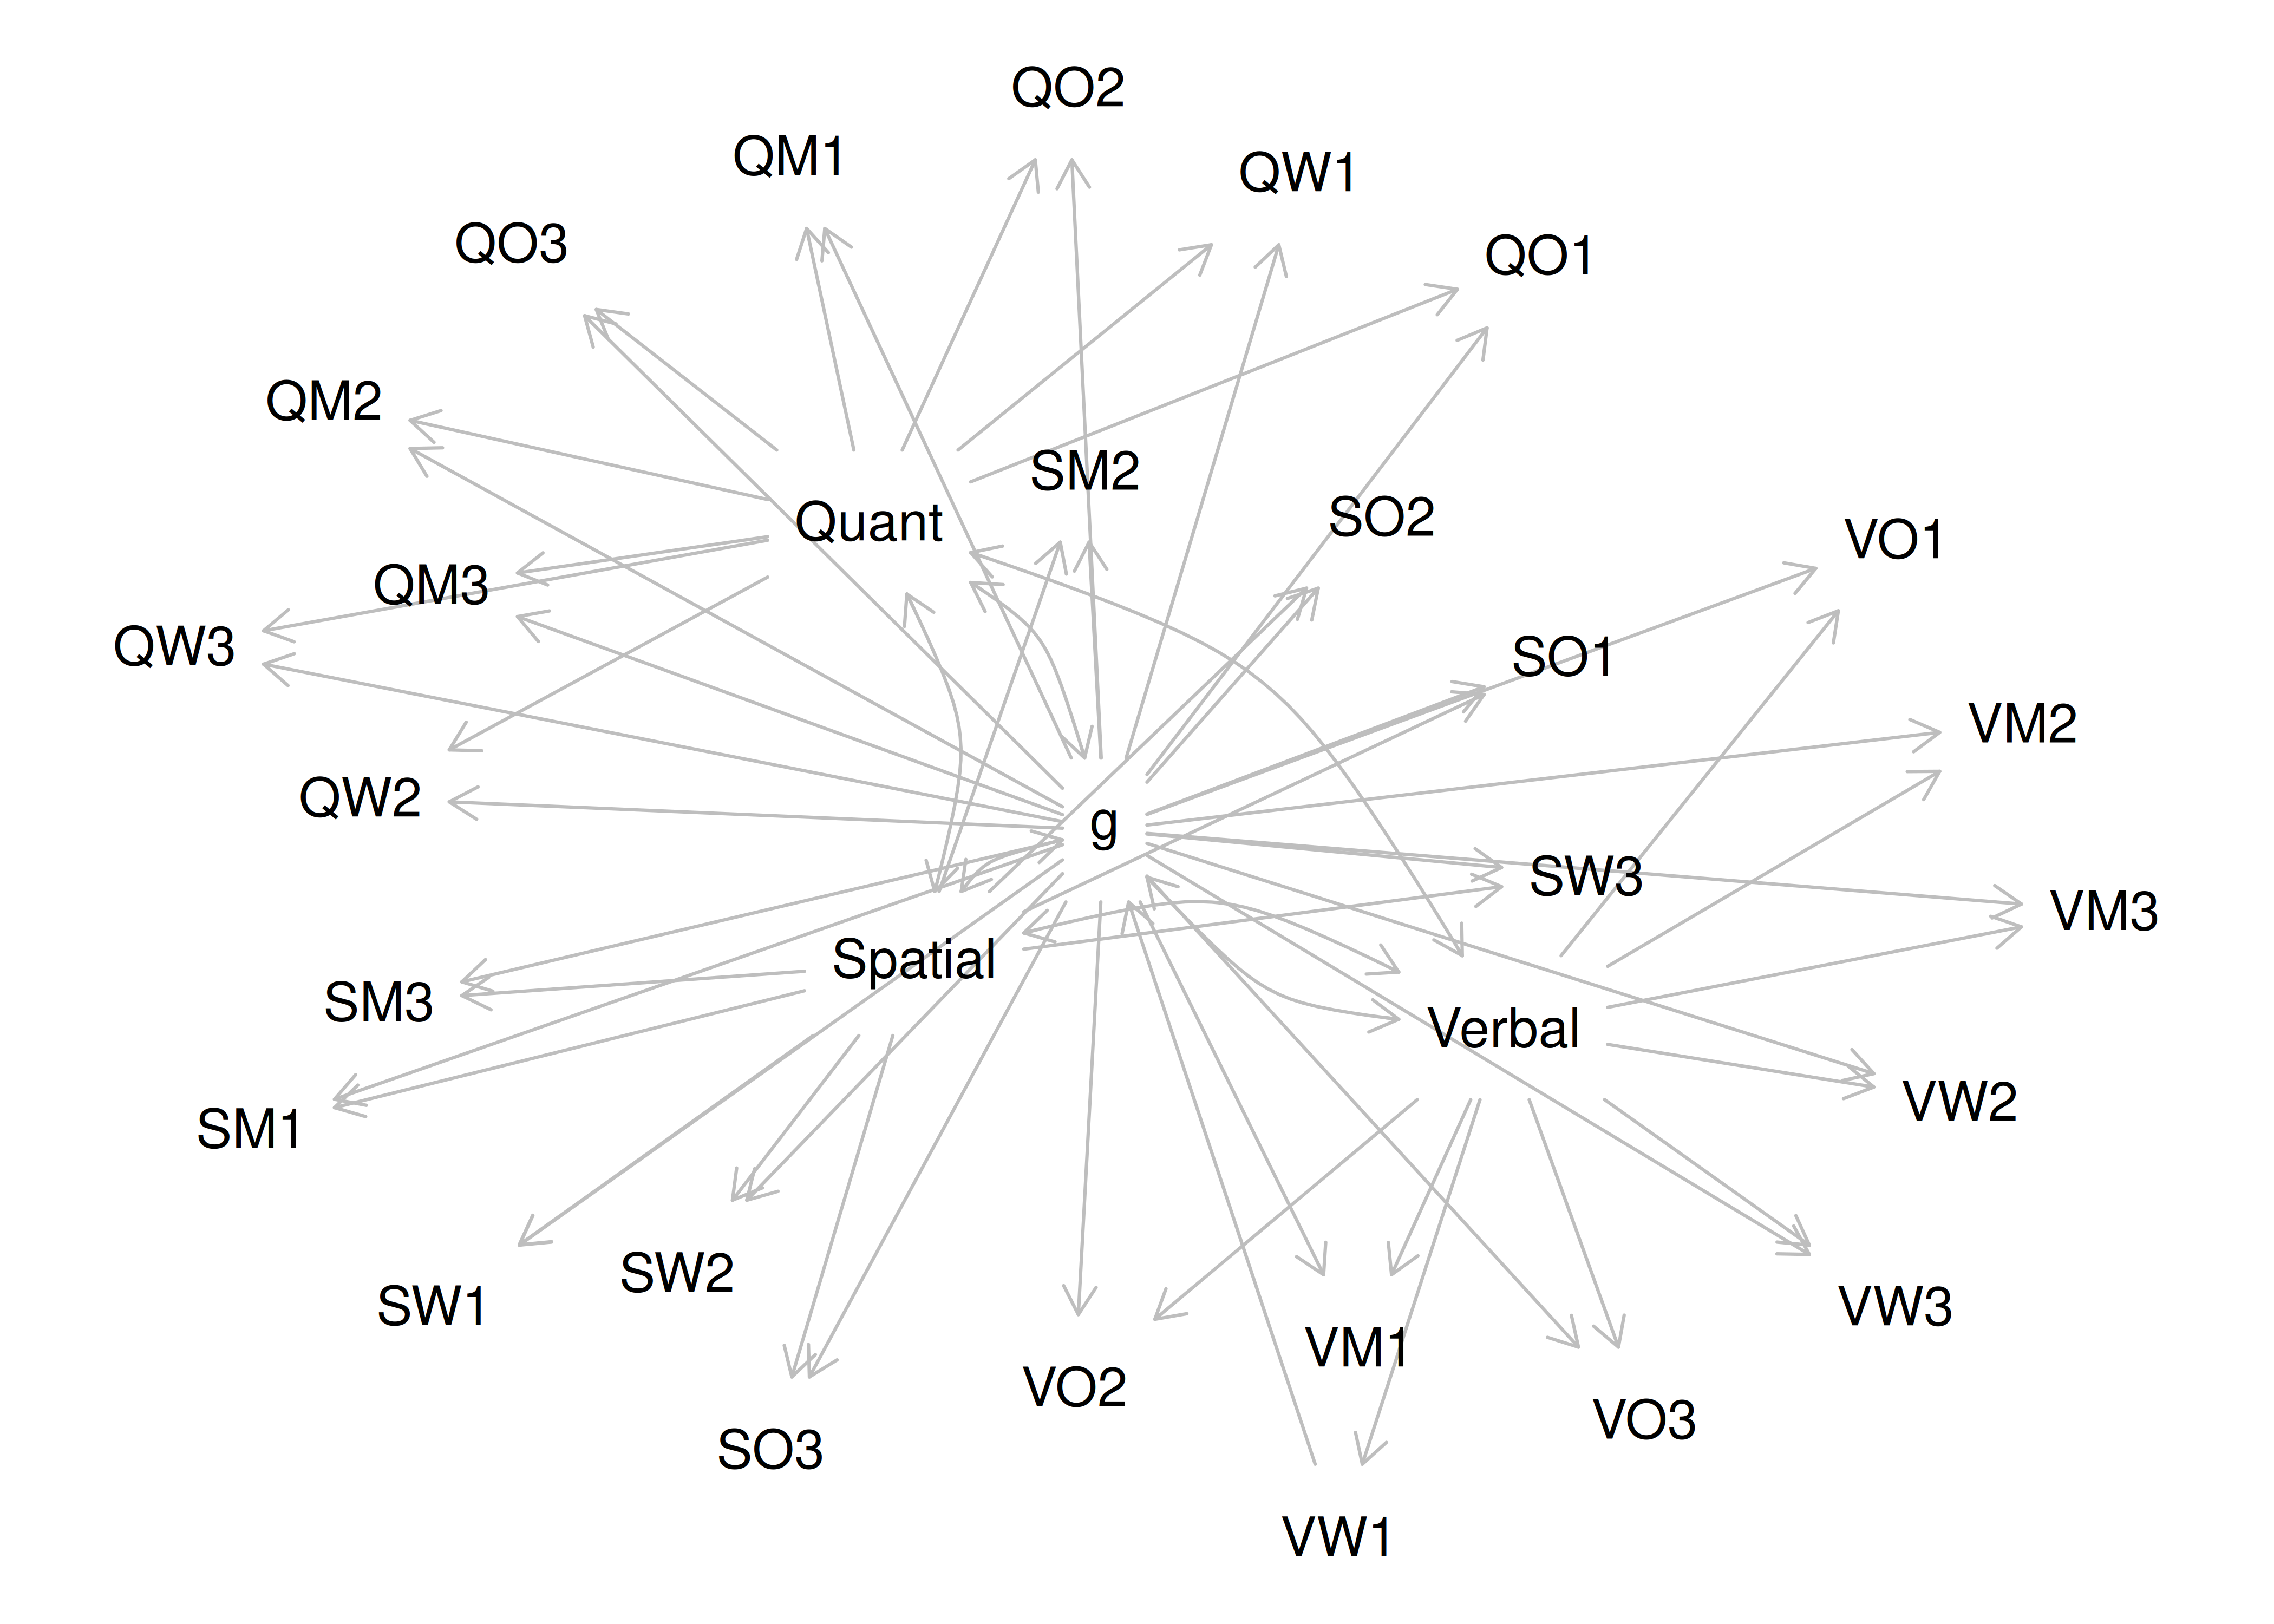 QO2
QM1
QW1
QO3
QO1
QM2
SM2
Quant
SO2
VO1
QM3
QW3
SO1
VM2
QW2
g
SW3
VM3
Spatial
SM3
Verbal
VW2
SM1
SW2
SW1
VW3
VM1
VO2
VO3
SO3
VW1